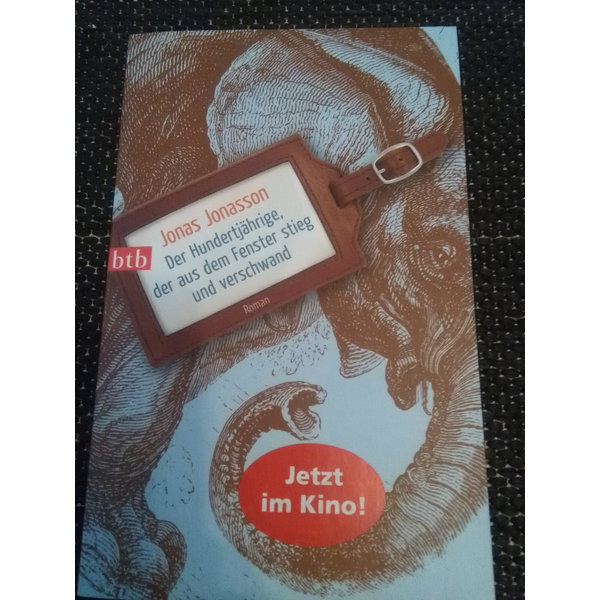 Jonas Jonasson
Der Hundertjährige,
der aus dem Fenster stieg
und verschwand
Roman
btb
Jetzt
im Kino!